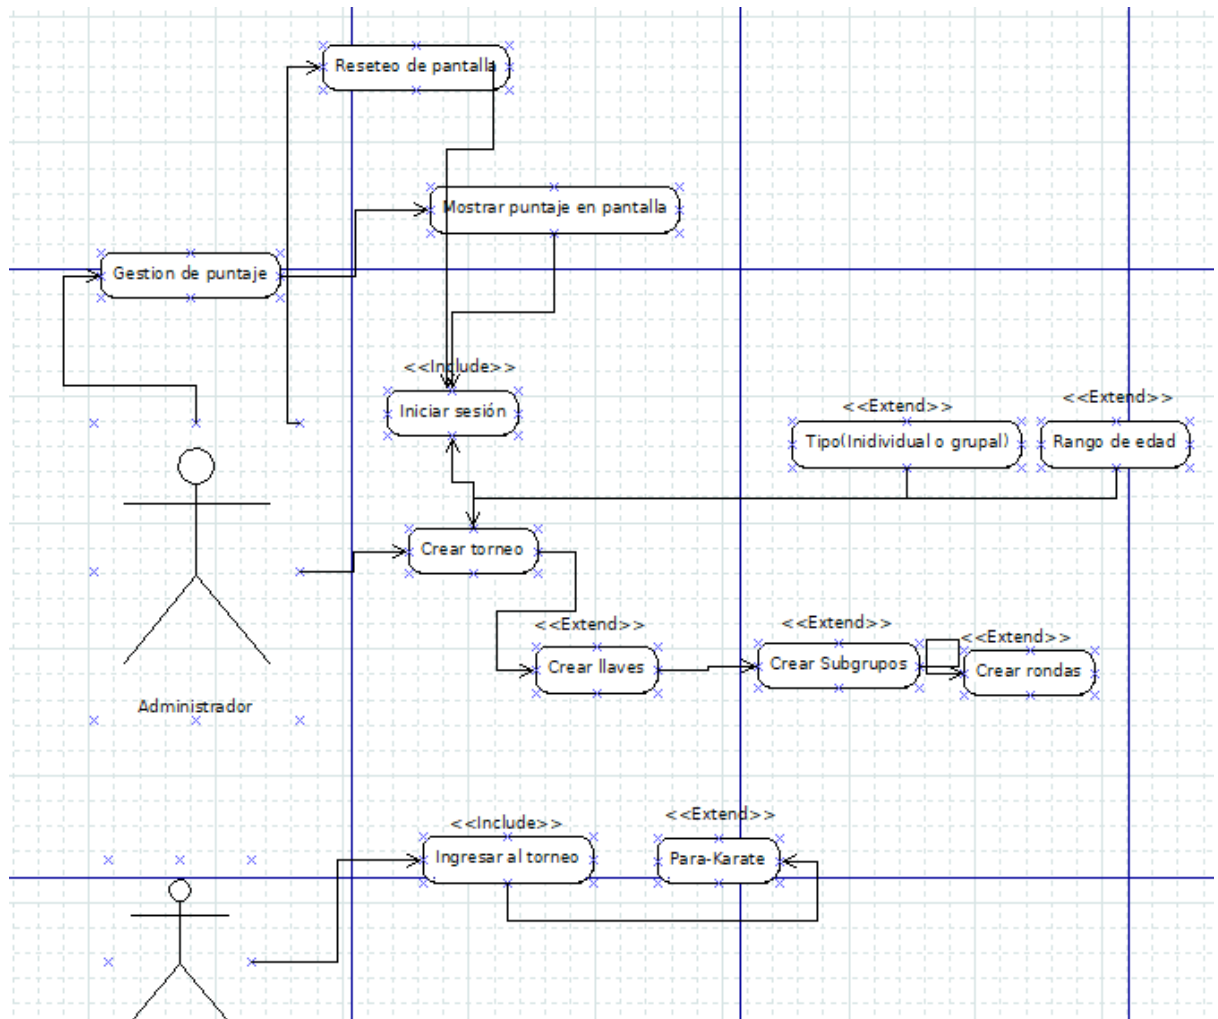 Reseteo de pantalla
Mostrar puntaje en pantalla
Gestion de puntaje
<<Include>>
Iniciar sesión
<<Extend>>
Tipo(Inidividual o grupal)
<<Extend>>
Rango de edad
Crear torneo
<<Extend>>
Crear llaves
<<Extend>>
Crear Subgrupos
<<Extend>>
Crear rondas
Administrador
<<Include>>
Ingresar al torneo
<<Extend>>
Para-Karate